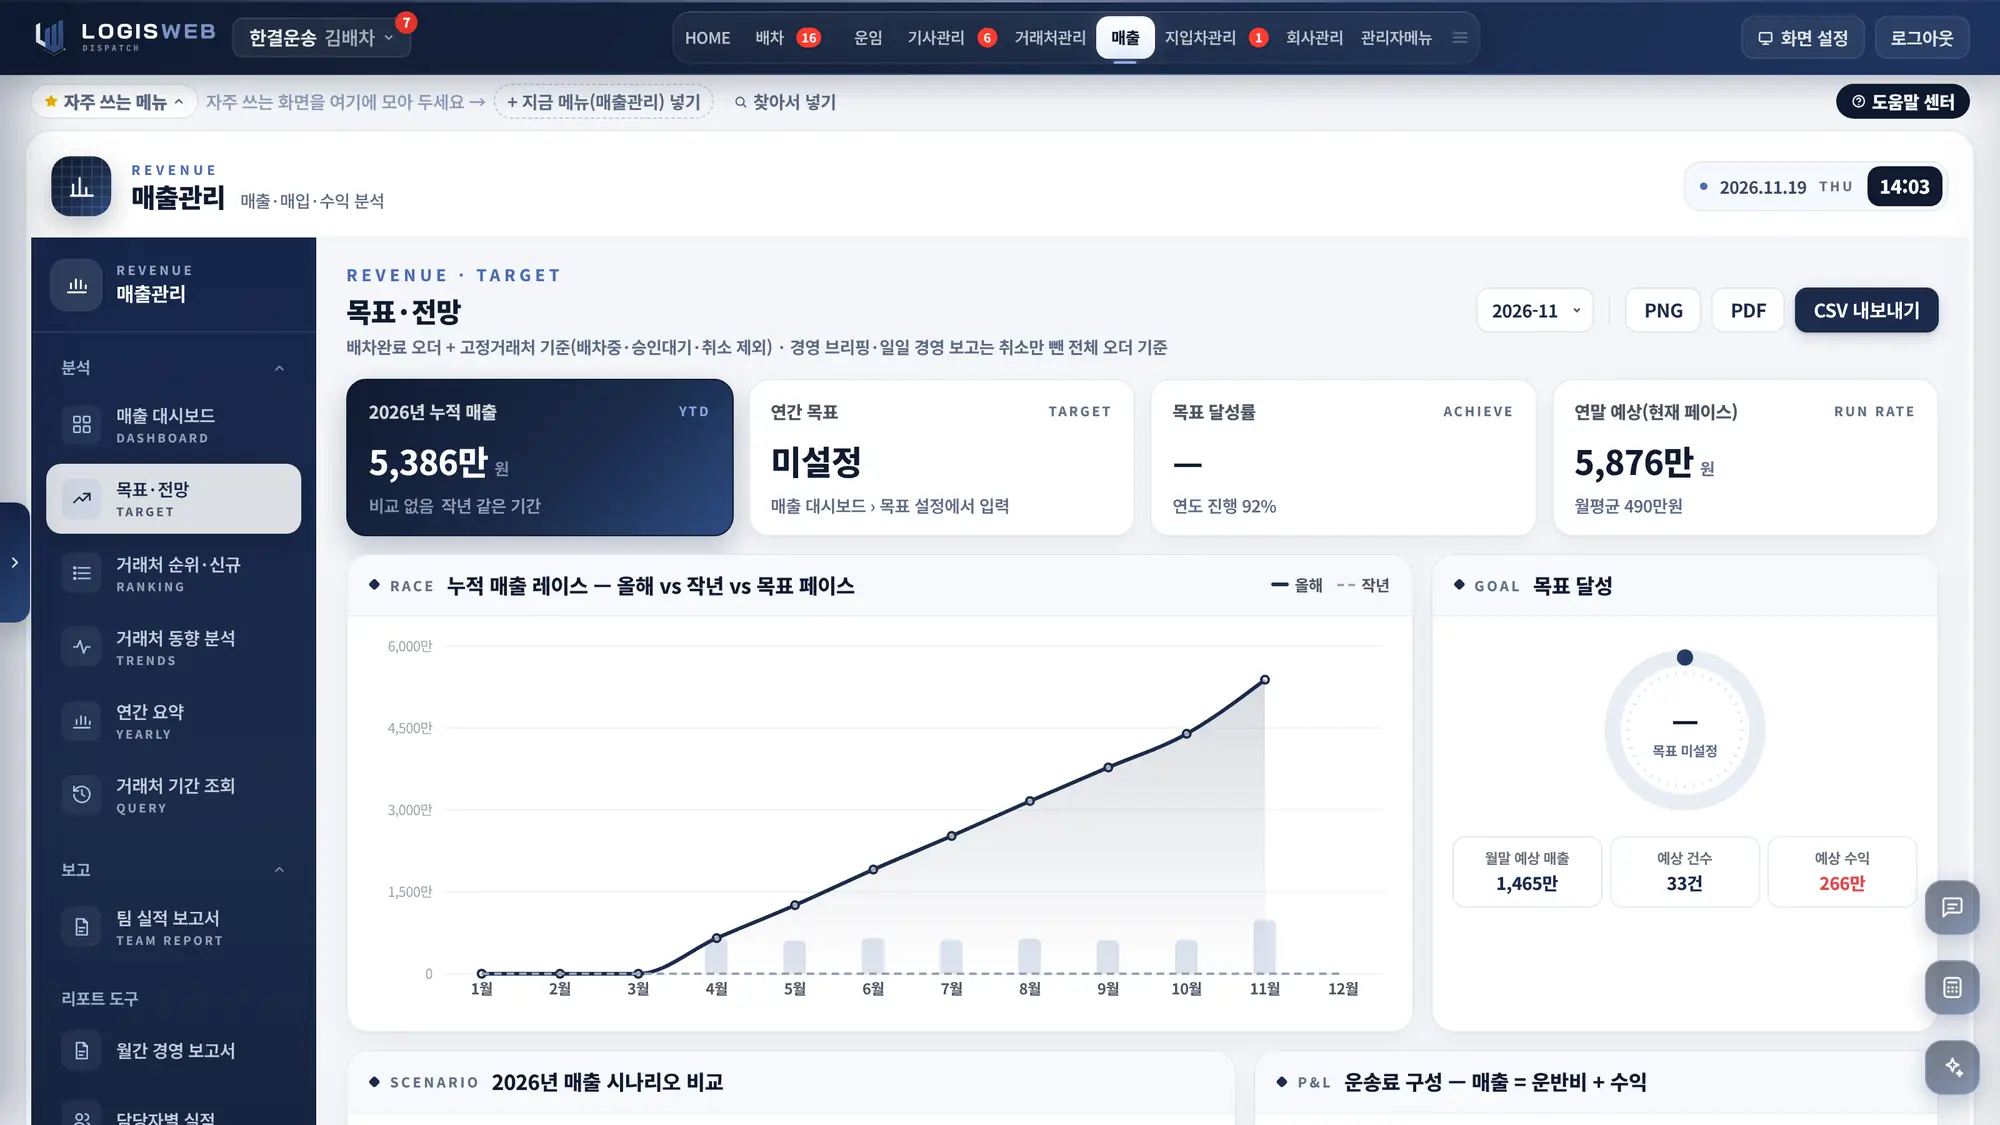 LOGISWEB
DISPATCH
한결운송 김배차
7
HOME
배차 16
운임
기사관리 6
거래처관리
매출
지입차관리 1
회사관리
관리자메뉴
화면 설정
로그아웃
자주 쓰는 메뉴
자주 쓰는 화면을 여기에 모아 두세요 →
+ 지금 메뉴(매출관리) 넣기
찾아서 넣기
도움말 센터
REVENUE
매출관리 매출·매입·수익 분석
2026.11.19 THU 14:03
REVENUE
매출관리
분석
매출 대시보드
DASHBOARD
목표·전망
TARGET
거래처 순위·신규
RANKING
거래처 동향 분석
TRENDS
연간 요약
YEARLY
거래처 기간 조회
QUERY
보고
팀 실적 보고서
TEAM REPORT
리포트 도구
월간 경영 보고서
담당자별 실적
REVENUE · TARGET
목표·전망
배차완료 오더 + 고정거래처 기준(배차중·승인대기·취소 제외) · 경영 브리핑·일일 경영 보고는 취소만 뺀 전체 오더 기준
2026-11
PNG
PDF
CSV 내보내기
2026년 누적 매출 YTD
5,386만 원
비교 없음 작년 같은 기간
연간 목표 TARGET
미설정
매출 대시보드 › 목표 설정에서 입력
목표 달성률 ACHIEVE
—
연도 진행 92%
연말 예상(현재 페이스) RUN RATE
5,876만 원
월평균 490만원
RACE 누적 매출 레이스 — 올해 vs 작년 vs 목표 페이스
올해 작년
6,000만
4,500만
3,000만
1,500만
0
1월 2월 3월 4월 5월 6월 7월 8월 9월 10월 11월 12월
GOAL 목표 달성
—
목표 미설정
월말 예상 매출
1,465만
예상 건수
33건
예상 수익
266만
SCENARIO 2026년 매출 시나리오 비교
P&L 운송료 구성 — 매출 = 운반비 + 수익